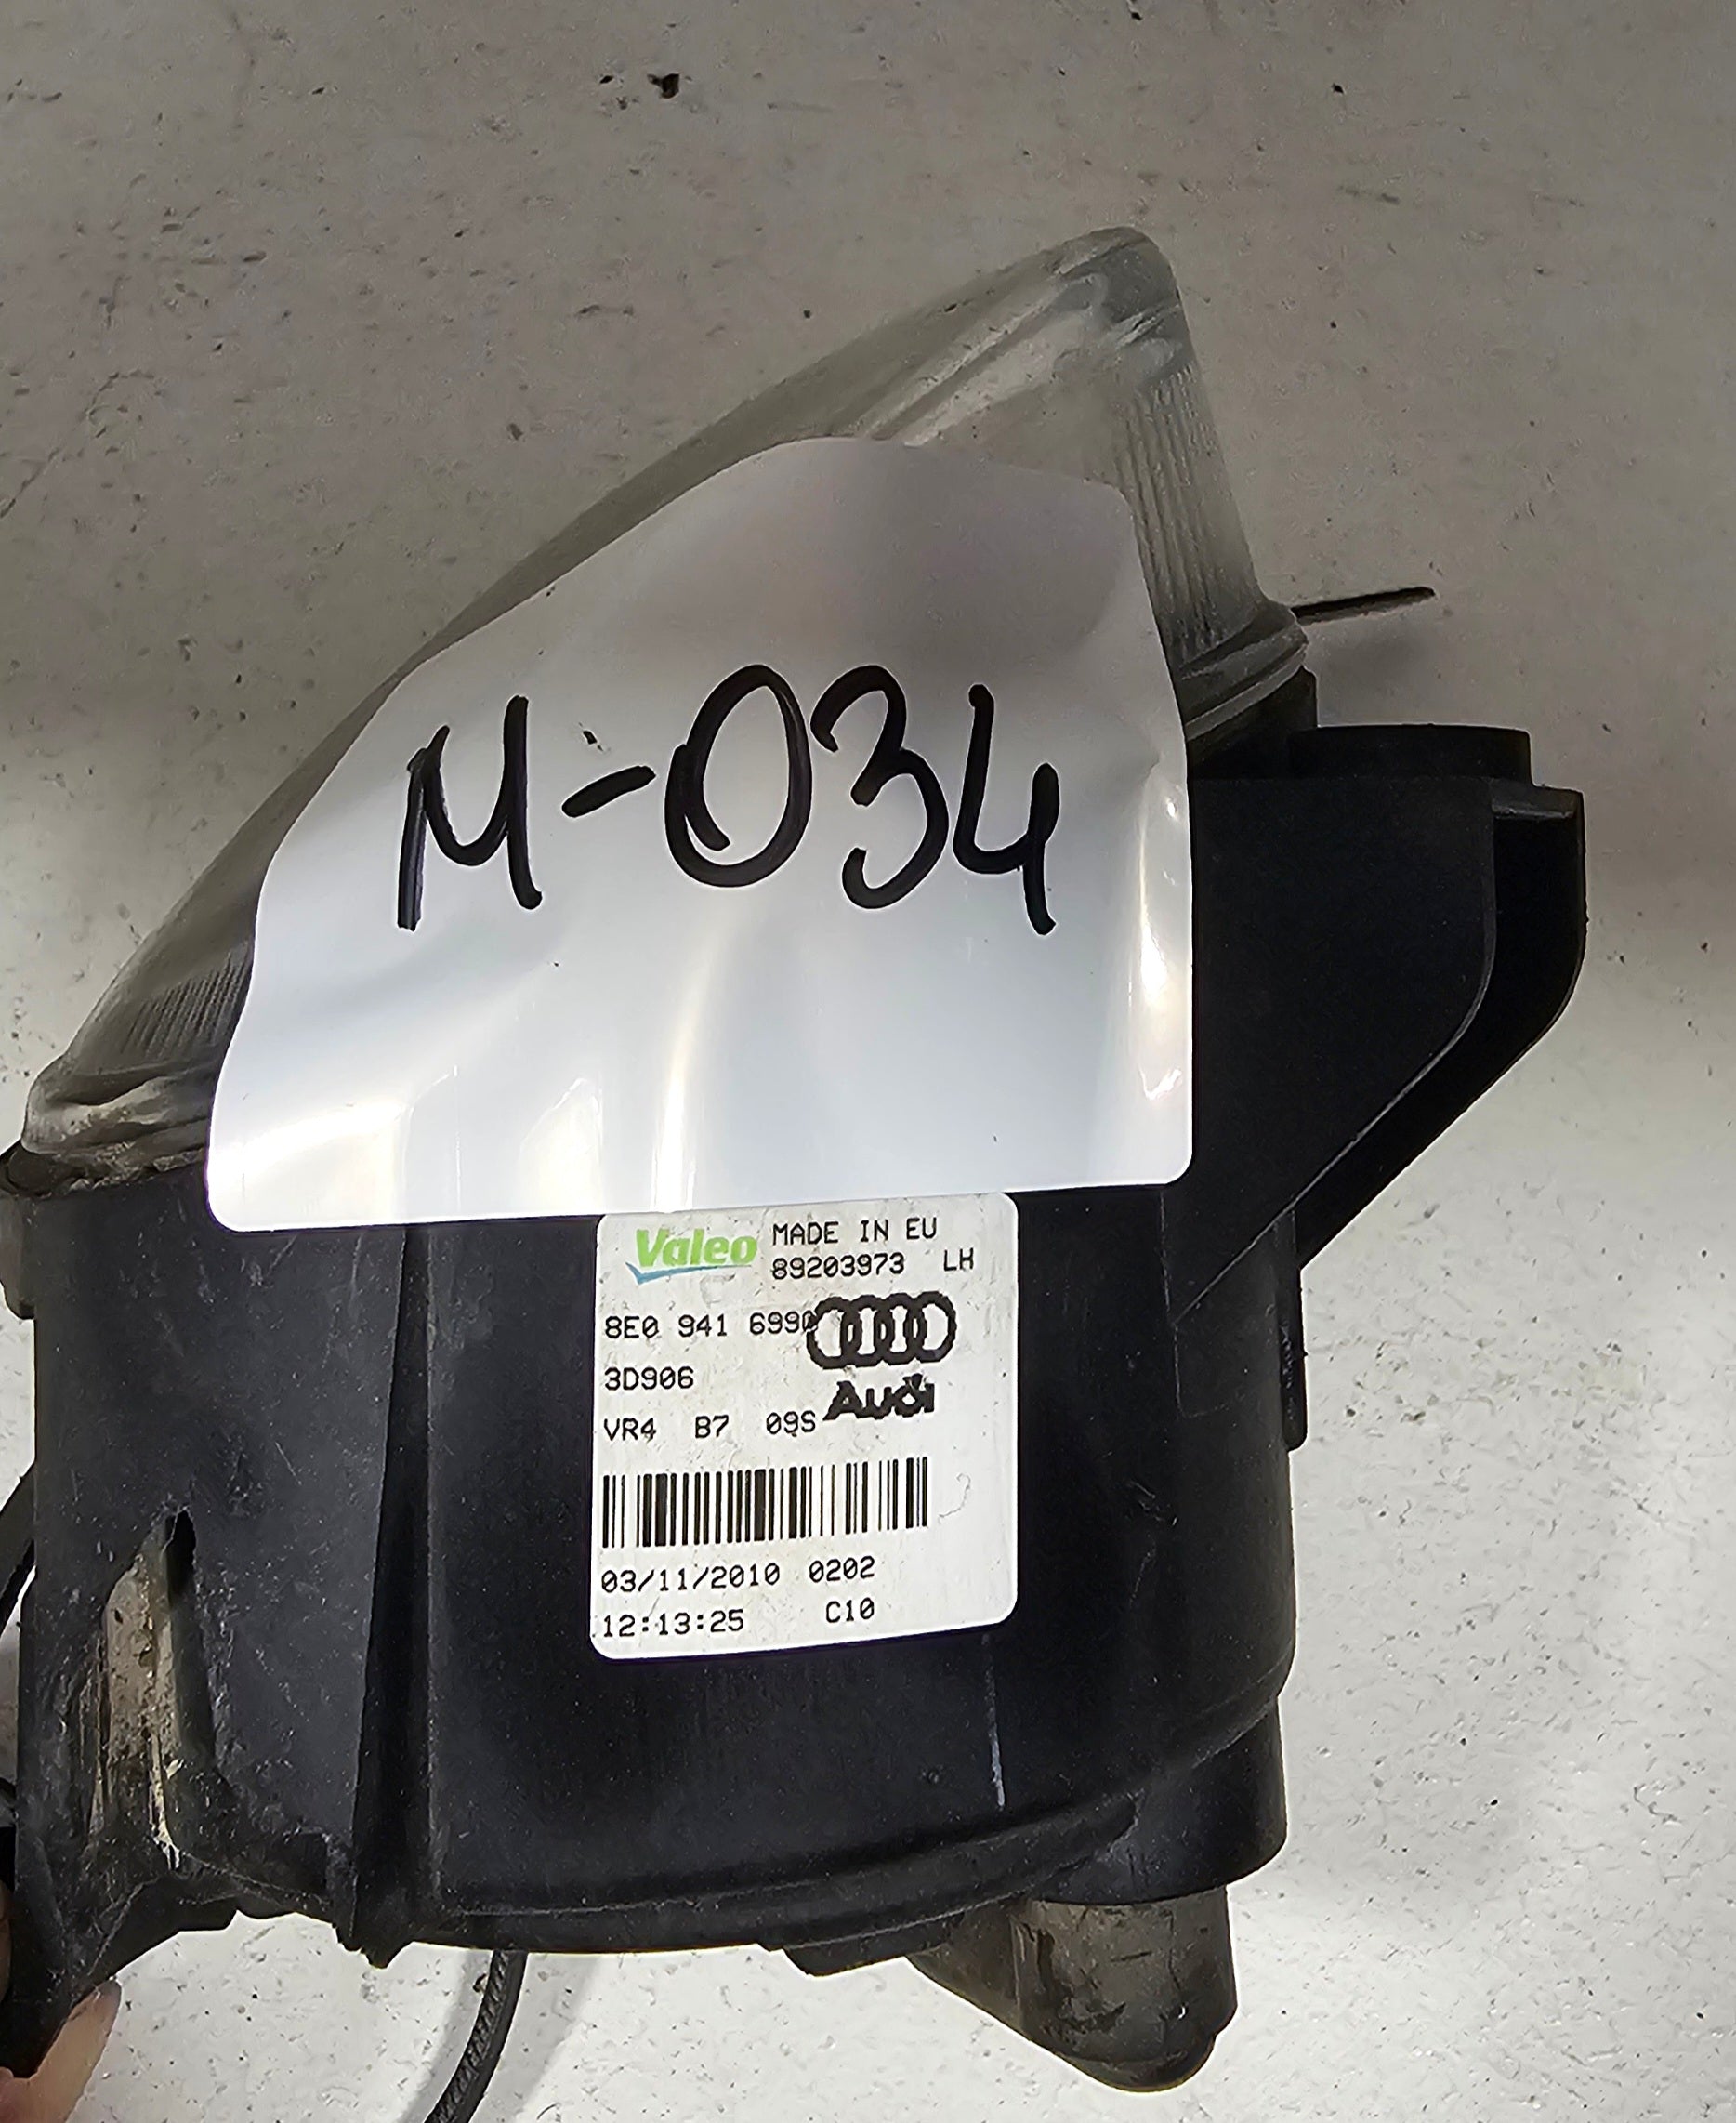 M-034
Valeo MADE IN EU
89203973 LH
8E0 941 699
3D906
VR4 B7 09S Audi
03/11/2010 0202
12:13:25 C10